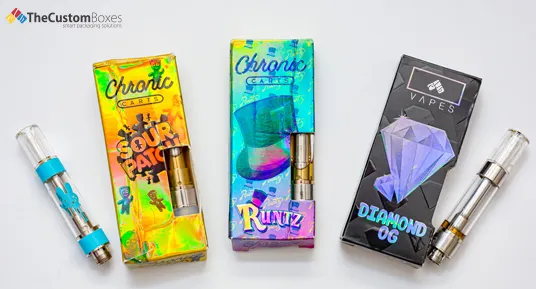 TheCustomBoxes
smart packaging solutions
Chronic
CARTS
SOUR
PATCH
Chronic
CARTS
RUNTZ
VAPES
DIAMOND
OG